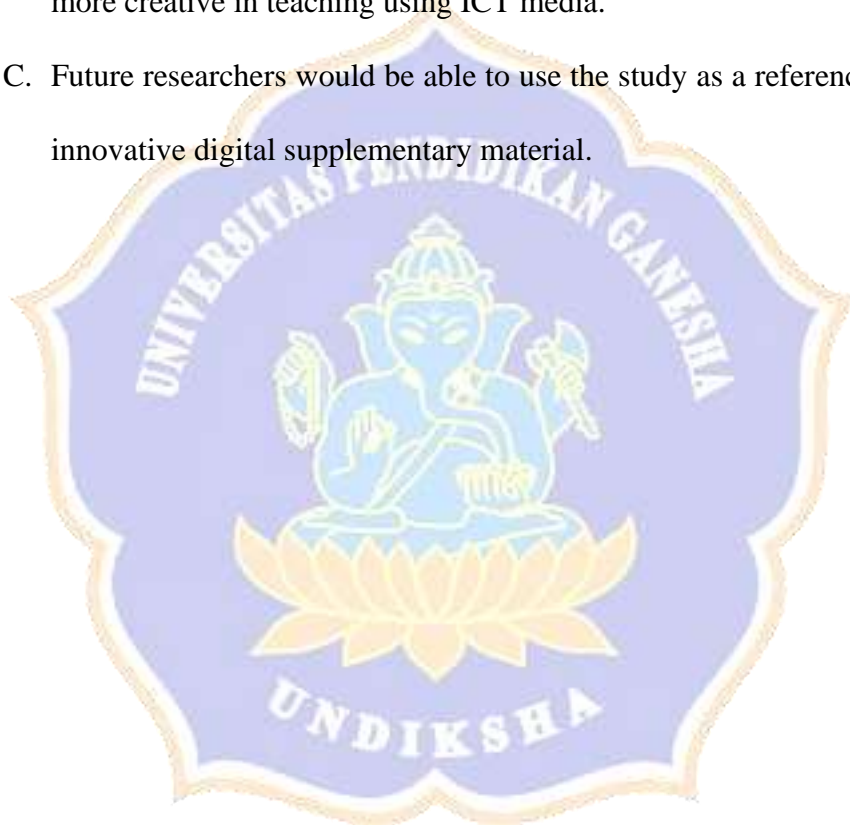 more creative in teaching using ICT media.
C. Future researchers would be able to use the study as a referenc
innovative digital supplementary material.
UNIVERSITAS PENDIDIKAN GANESHA
UNDIKSHA